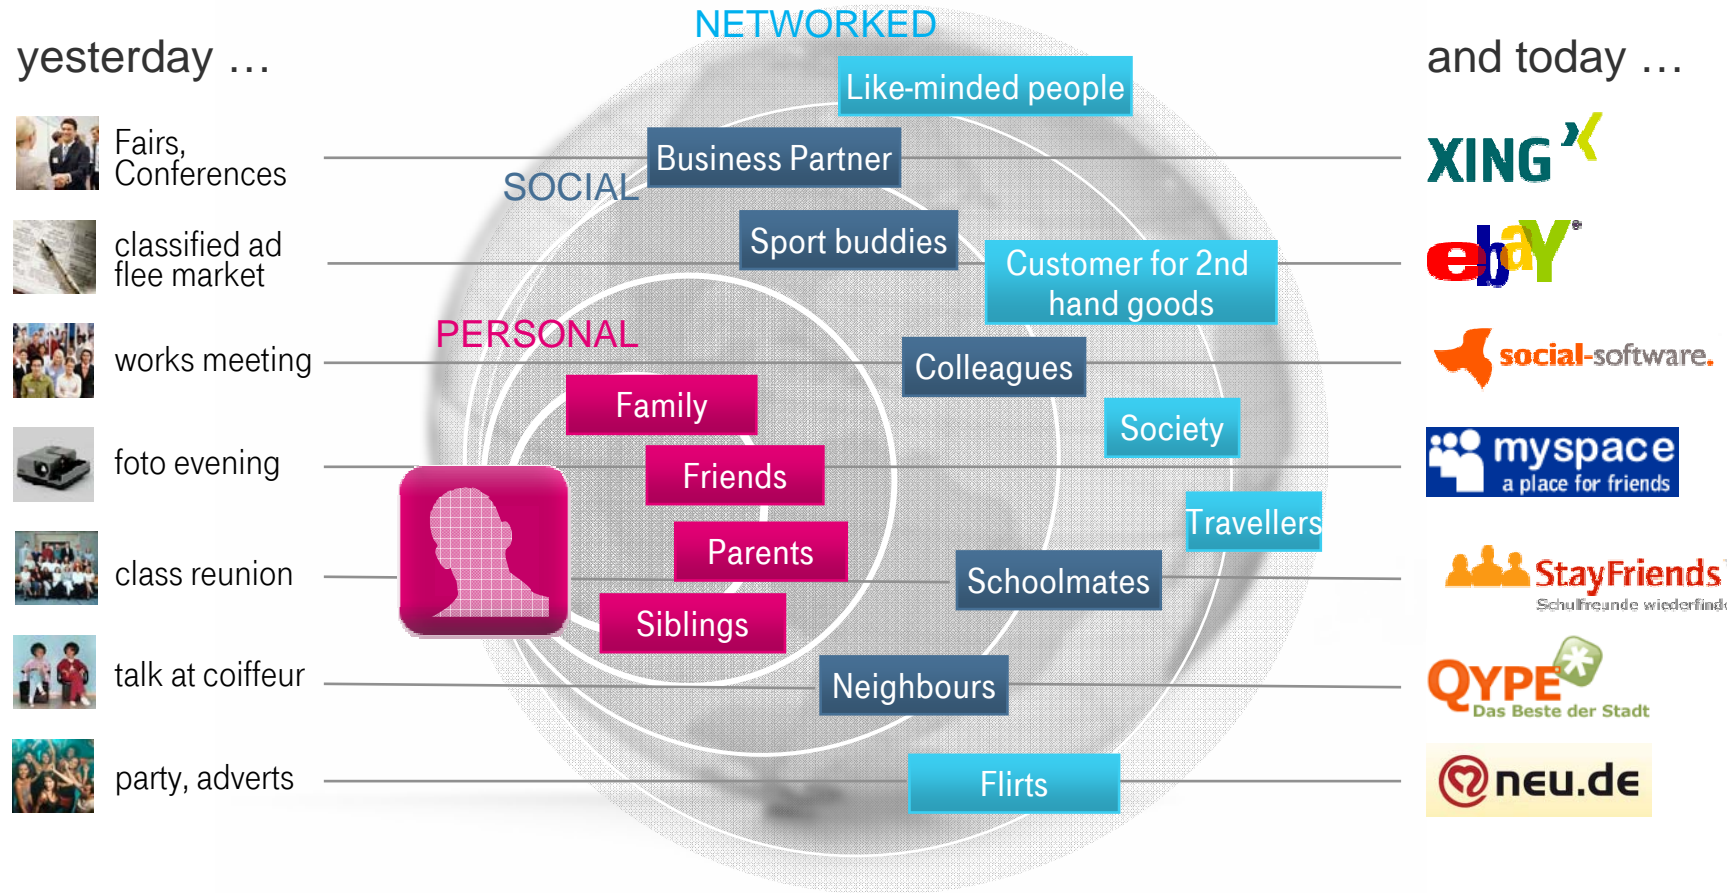 NETWORKED
yesterday …
and today …
Like-minded people
Fairs,
Conferences
Business Partner
XING
SOCIAL
classified ad
flee market
Sport buddies
Customer for 2nd
hand goods
ebay
PERSONAL
works meeting
Colleagues
social-software.
Family
Society
foto evening
Friends
myspace
a place for friends
Travellers
Parents
class reunion
Schoolmates
StayFriends
Schulfreunde wiederfinde
Siblings
talk at coiffeur
Neighbours
QYPE
Das Beste der Stadt
party, adverts
Flirts
neu.de